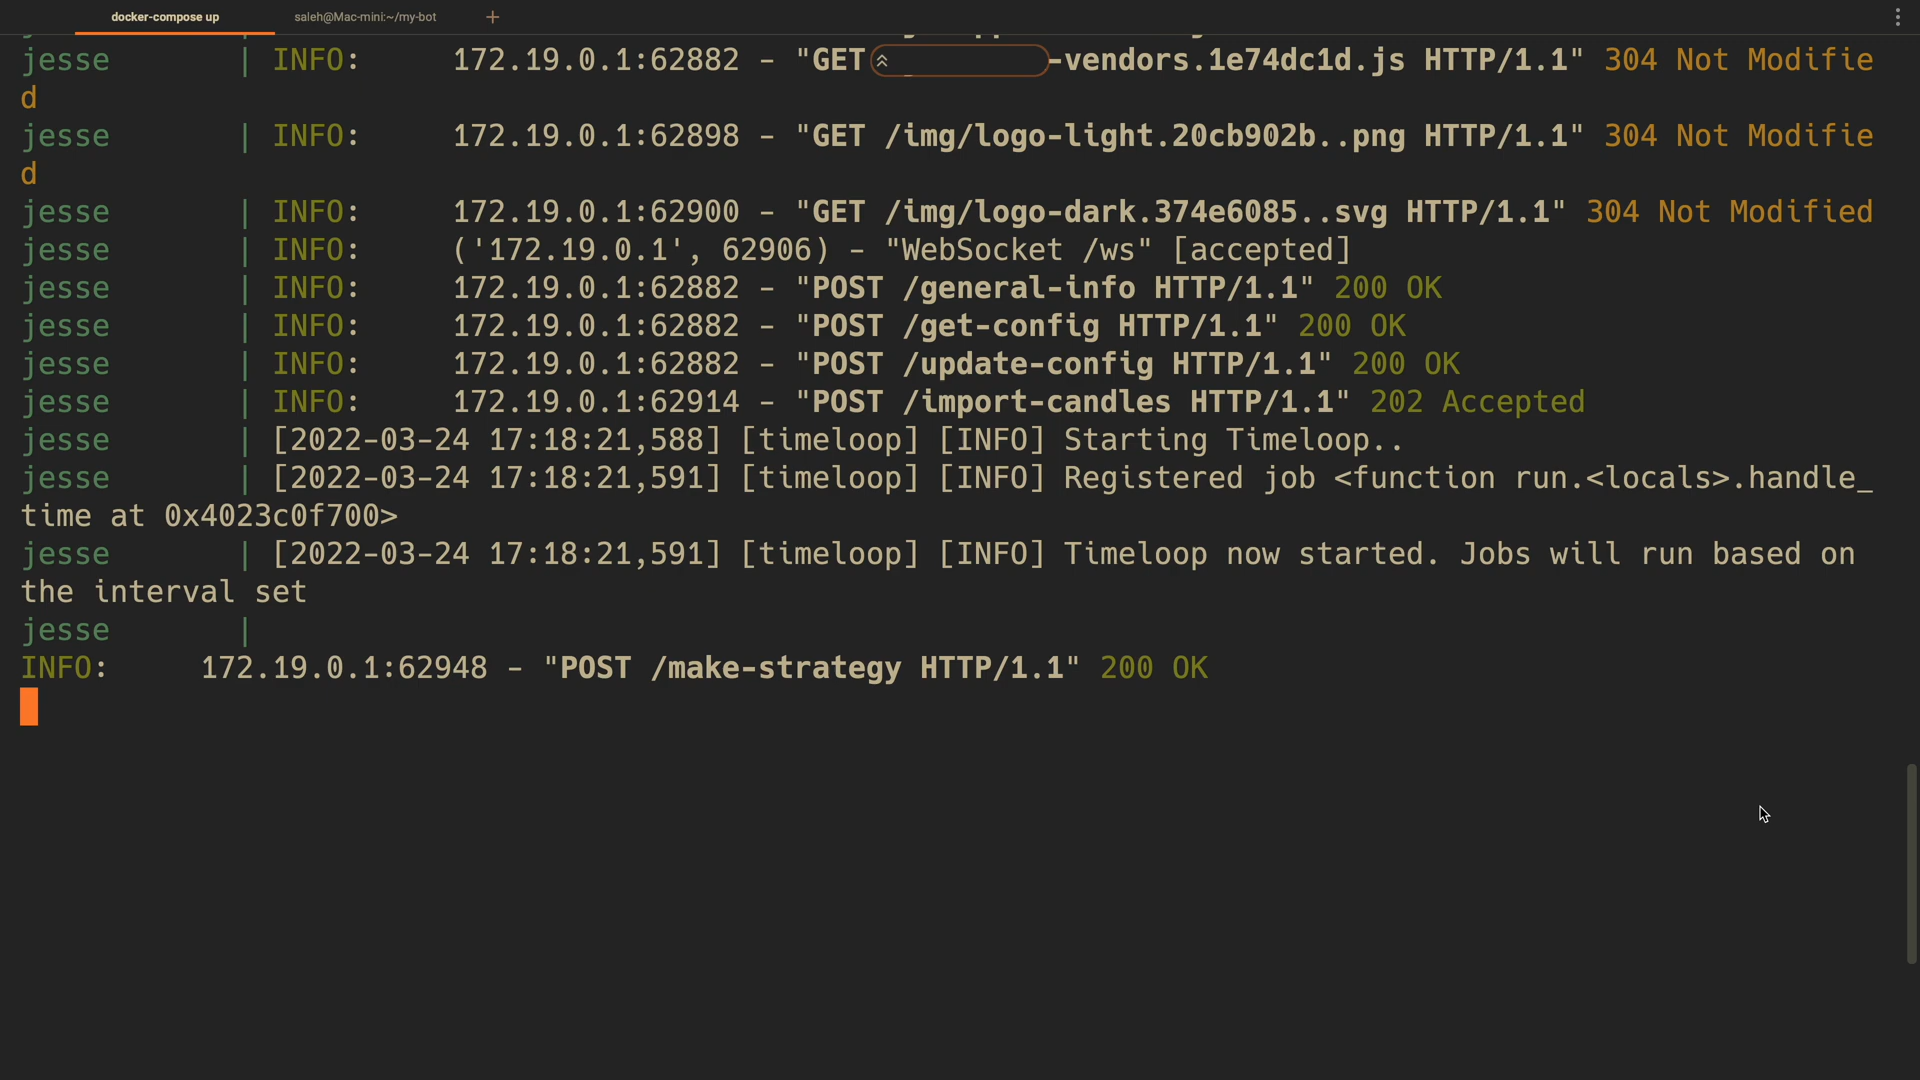 docker-compose up saleh@Mac-mini:~/my-bot +
jesse | INFO: 172.19.0.1:62882 - "GET -vendors.1e74dc1d.js HTTP/1.1" 304 Not Modifie
d
jesse | INFO: 172.19.0.1:62898 - "GET /img/logo-light.20cb902b..png HTTP/1.1" 304 Not Modifie
d
jesse | INFO: 172.19.0.1:62900 - "GET /img/logo-dark.374e6085..svg HTTP/1.1" 304 Not Modified
jesse | INFO: ('172.19.0.1', 62906) - "WebSocket /ws" [accepted]
jesse | INFO: 172.19.0.1:62882 - "POST /general-info HTTP/1.1" 200 OK
jesse | INFO: 172.19.0.1:62882 - "POST /get-config HTTP/1.1" 200 OK
jesse | INFO: 172.19.0.1:62882 - "POST /update-config HTTP/1.1" 200 OK
jesse | INFO: 172.19.0.1:62914 - "POST /import-candles HTTP/1.1" 202 Accepted
jesse | [2022-03-24 17:18:21,588] [timeloop] [INFO] Starting Timeloop..
jesse | [2022-03-24 17:18:21,591] [timeloop] [INFO] Registered job <function run.<locals>.handle_
time at 0x4023c0f700>
jesse | [2022-03-24 17:18:21,591] [timeloop] [INFO] Timeloop now started. Jobs will run based on
the interval set
jesse |
INFO: 172.19.0.1:62948 - "POST /make-strategy HTTP/1.1" 200 OK